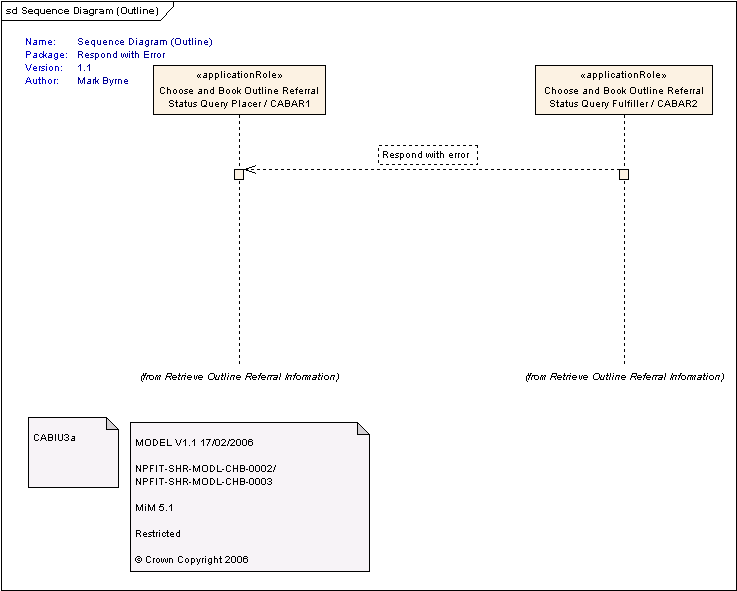 sd Sequence Diagram (Outline)
Name: Sequence Diagram (Outline)
Package: Respond with Error
Version: 1.1
Author: Mark Byrne
«applicationRole»
Choose and Book Outline Referral
Status Query Placer / CABAR1
«applicationRole»
Choose and Book Outline Referral
Status Query Fulfiller / CABAR2
Respond with error
(from Retrieve Outline Referral Information)
(from Retrieve Outline Referral Information)
CABIU3a
MODEL V1.1 17/02/2006
NPFIT-SHR-MODL-CHB-0002/
NPFIT-SHR-MODL-CHB-0003
MiM 5.1
Restricted
© Crown Copyright 2006